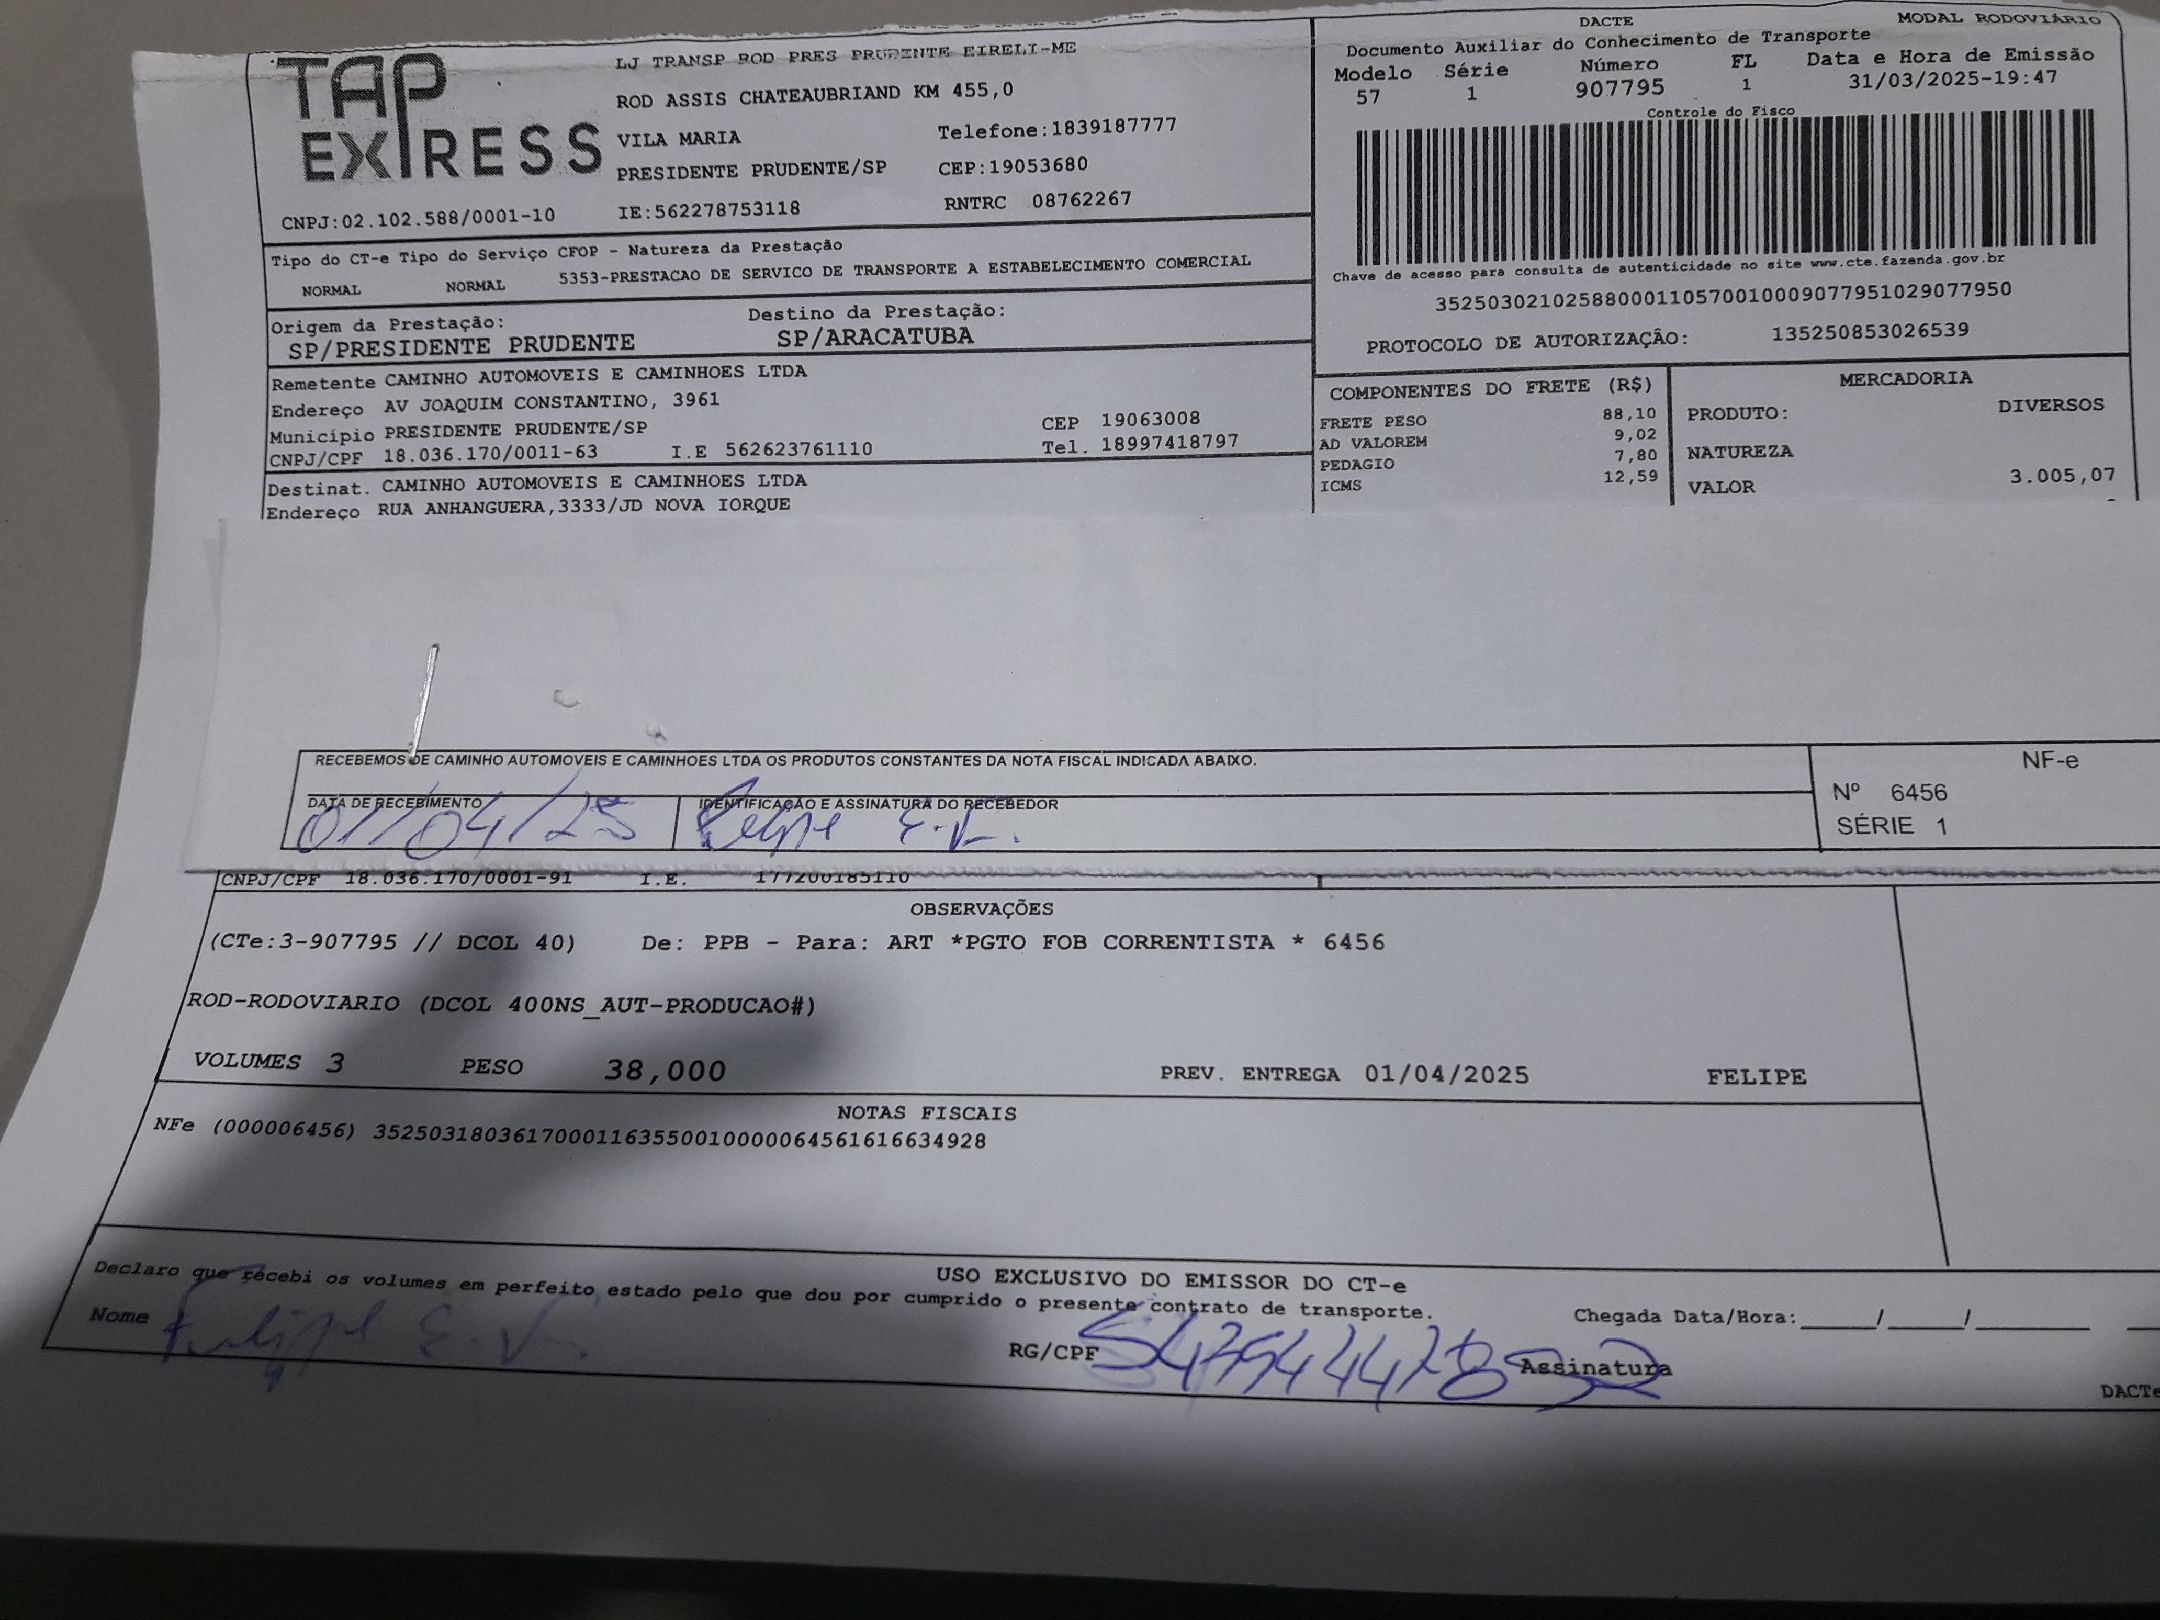 TAP EXPRESS
LJ TRANSP ROD PRES PRUDENTE EIRELI-ME
ROD ASSIS CHATEAUBRIAND KM 455,0
VILA MARIA Telefone:1839187777
PRESIDENTE PRUDENTE/SP CEP:19053680
CNPJ:02.102.588/0001-10 IE:562278753118 RNTRC 08762267
DACTE MODAL RODOVIÁRIO
Documento Auxiliar do Conhecimento de Transporte
Modelo Série Número FL Data e Hora de Emissão
57 1 907795 1 31/03/2025-19:47
Controle do Fisco
Chave de acesso para consulta de autenticidade no site www.cte.fazenda.gov.br
35250302102588000110570010009077951029077950
PROTOCOLO DE AUTORIZAÇÂO: 135250853026539
Tipo do CT-e Tipo do Serviço CFOP - Natureza da Prestação
NORMAL NORMAL 5353-PRESTACAO DE SERVICO DE TRANSPORTE A ESTABELECIMENTO COMERCIAL
Origem da Prestação: Destino da Prestação:
SP/PRESIDENTE PRUDENTE SP/ARACATUBA
Remetente CAMINHO AUTOMOVEIS E CAMINHOES LTDA
Endereço AV JOAQUIM CONSTANTINO, 3961
Município PRESIDENTE PRUDENTE/SP CEP 19063008
CNPJ/CPF 18.036.170/0011-63 I.E 562623761110 Tel. 18997418797
Destinat. CAMINHO AUTOMOVEIS E CAMINHOES LTDA
Endereço RUA ANHANGUERA,3333/JD NOVA IORQUE
COMPONENTES DO FRETE (R$)
FRETE PESO 88,10
AD VALOREM 9,02
PEDAGIO 7,80
ICMS 12,59
MERCADORIA
PRODUTO: DIVERSOS
NATUREZA
VALOR 3.005,07
RECEBEMOS DE CAMINHO AUTOMOVEIS E CAMINHOES LTDA OS PRODUTOS CONSTANTES DA NOTA FISCAL INDICADA ABAIXO.
DATA DE RECEBIMENTO IDENTIFICAÇÃO E ASSINATURA DO RECEBEDOR
01/04/25 Felipe E.V.
NF-e
Nº 6456
SÉRIE 1
CNPJ/CPF 18.036.170/0001-91 I.E. 177200185110
OBSERVAÇÕES
(CTe:3-907795 // DCOL 40) De: PPB - Para: ART *PGTO FOB CORRENTISTA * 6456
ROD-RODOVIARIO (DCOL 400NS_AUT-PRODUCAO#)
VOLUMES 3 PESO 38,000 PREV. ENTREGA 01/04/2025 FELIPE
NOTAS FISCAIS
NFe (000006456) 35250318036170001163550010000064561616634928
USO EXCLUSIVO DO EMISSOR DO CT-e
Declaro que recebi os volumes em perfeito estado pelo que dou por cumprido o presente contrato de transporte.
Nome Felipe E.V. RG/CPF Assinatura
Chegada Data/Hora:_____/_____/_______
DACTe